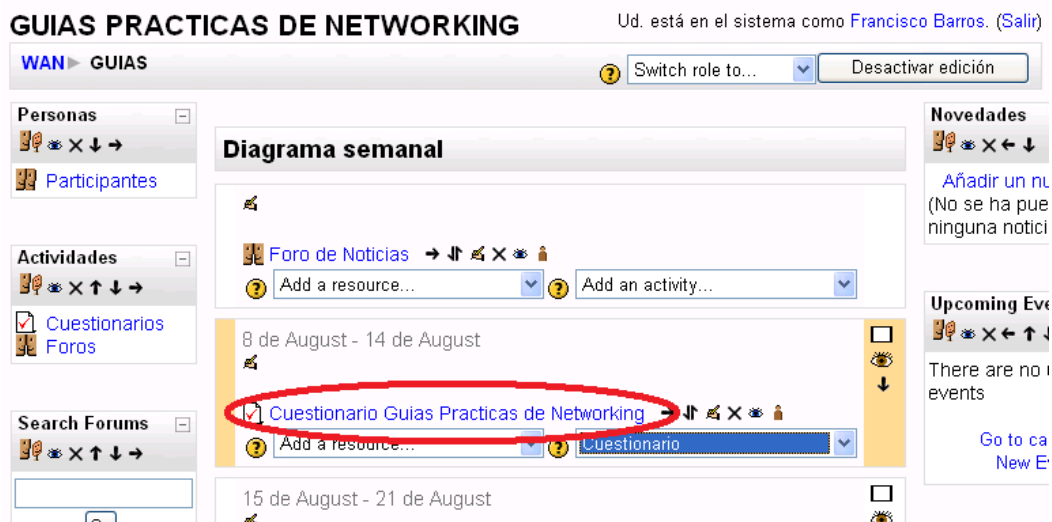 GUIAS PRACTICAS DE NETWORKING
Ud. está en el sistema como Francisco Barros. (Salir)
WAN► GUIAS
Switch role to...
Desactivar edición
Personas
Participantes
Actividades
Cuestionarios
Foros
Search Forums
Diagrama semanal
Foro de Noticias
Add a resource...
Add an activity...
8 de August - 14 de August
Cuestionario Guias Practicas de Networking
Add a resource...
Cuestionario
15 de August - 21 de August
Novedades
Añadir un nu
(No se ha pue
ninguna notici
Upcoming Eve
There are no
events
Go to ca
New E